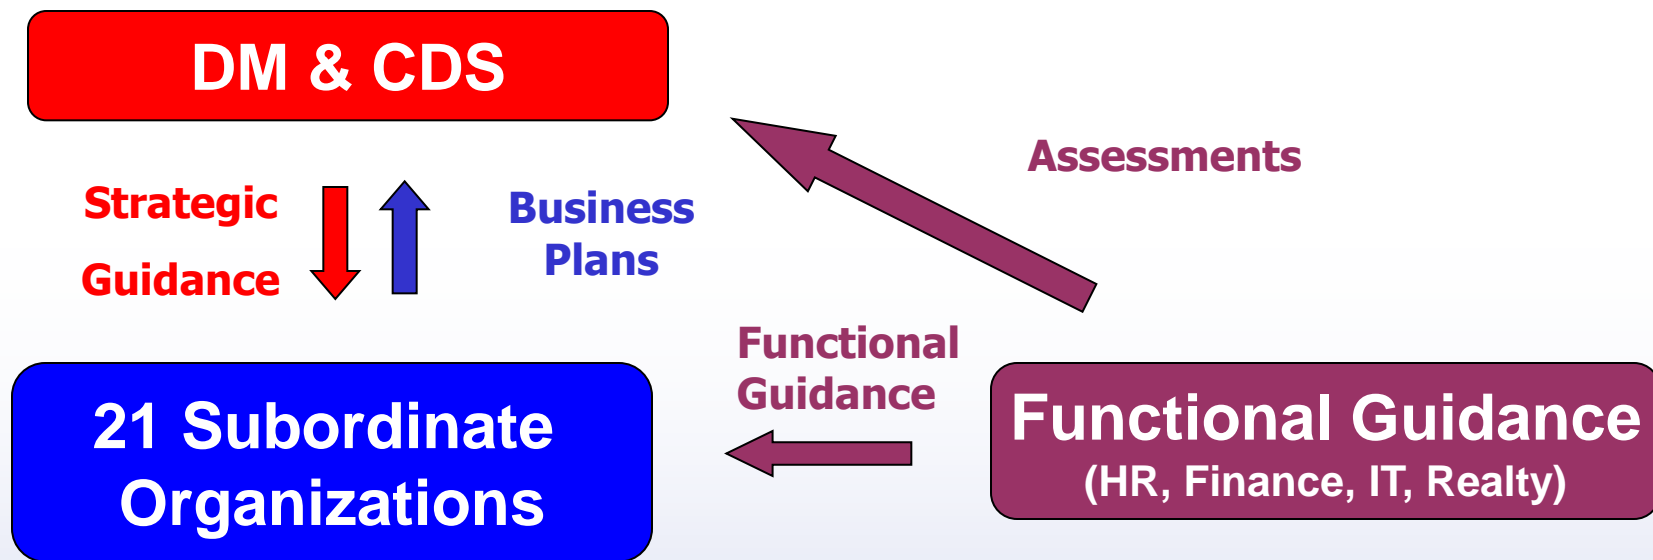 DM & CDS
Assessments
Strategic
Guidance
Business
Plans
Functional
Guidance
21 Subordinate
Organizations
Functional Guidance
(HR, Finance, IT, Realty)